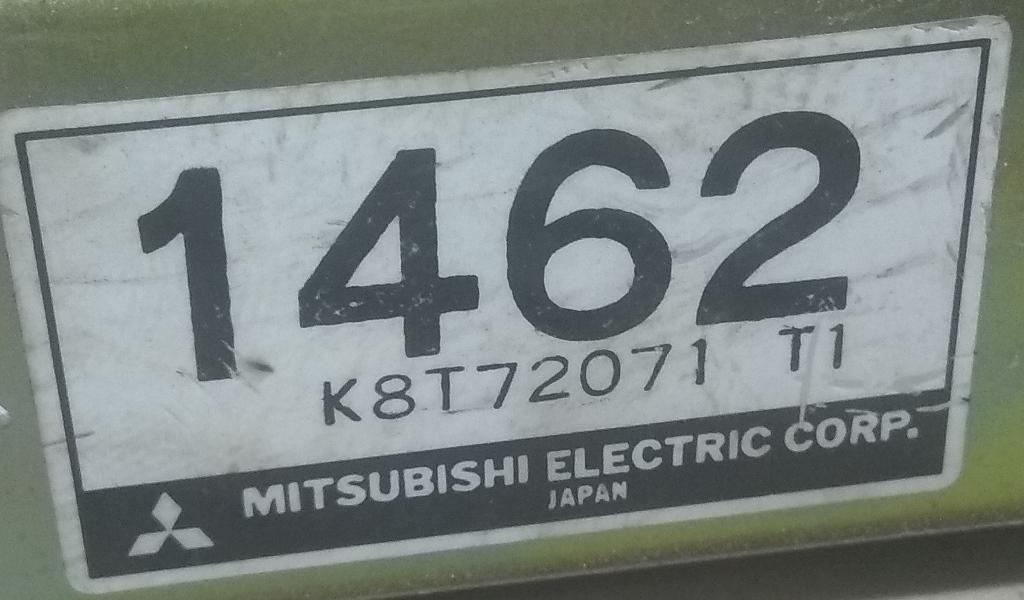 1462
K8T72071 T1
MITSUBISHI ELECTRIC CORP.
JAPAN